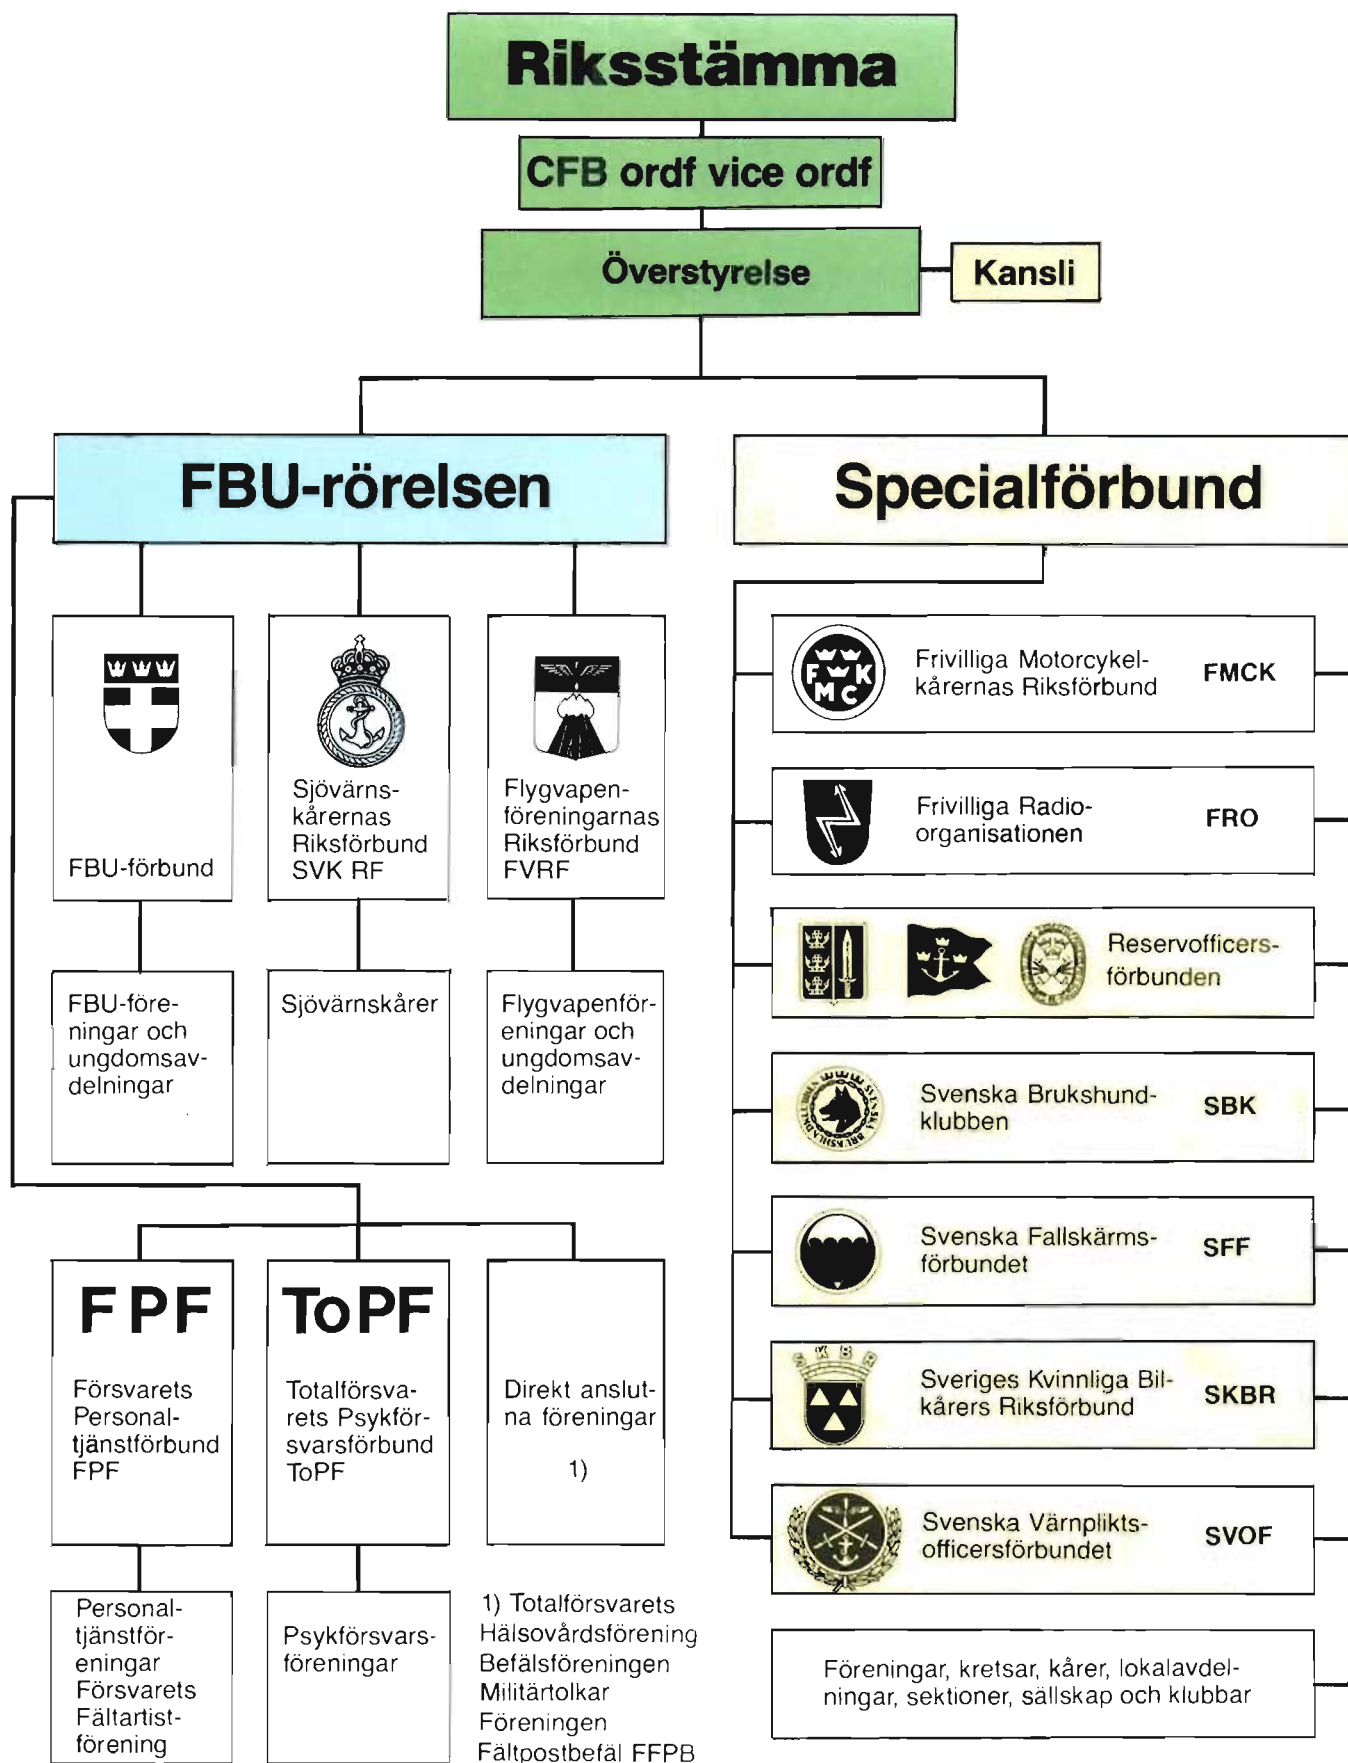 Riksstämma
CFB ordf vice ordf
Överstyrelse
Kansli
FBU-rörelsen
FBU-förbund
Sjövärns-
kårernas
Riksförbund
SVK RF
Flygvapen-
föreningarnas
Riksförbund
FVRF
FBU-före-
ningar och
ungdomsav-
delningar
Sjövärnskårer
Flygvapenför-
eningar och
ungdomsav-
delningar
FPF
Försvarets
Personal-
tjänstförbund
FPF
ToPF
Totalförsva-
rets Psykför-
svarsförbund
ToPF
Direkt anslut-
na föreningar
1)
Personal-
tjänstför-
eningar
Försvarets
Fältartist-
förening
Psykförsvars-
föreningar
1) Totalförsvarets
Hälsovårdsförening
Befälsföreningen
Militärtolkar
Föreningen
Fältpostbefäl FFPB
Specialförbund
F K
M C
Frivilliga Motorcykel-
kårernas Riksförbund
FMCK
Frivilliga Radio-
organisationen
FRO
Reservofficers-
förbunden
SVENSKA BRUKSHUNDKLUBBEN
Svenska Brukshund-
klubben
SBK
Svenska Fallskärms-
förbundet
SFF
S K B R
Sveriges Kvinnliga Bil-
kårers Riksförbund
SKBR
Svenska Värnplikts-
officersförbundet
SVOF
Föreningar, kretsar, kårer, lokalavdel-
ningar, sektioner, sällskap och klubbar